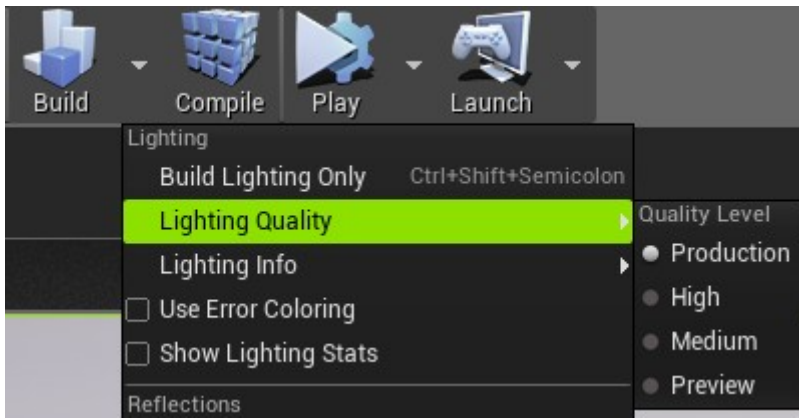 Build
Compile
Play
Launch
Lighting
Build Lighting Only Ctrl+Shift+Semicolon
Lighting Quality
Lighting Info
Use Error Coloring
Show Lighting Stats
Reflections
Quality Level
Production
High
Medium
Preview